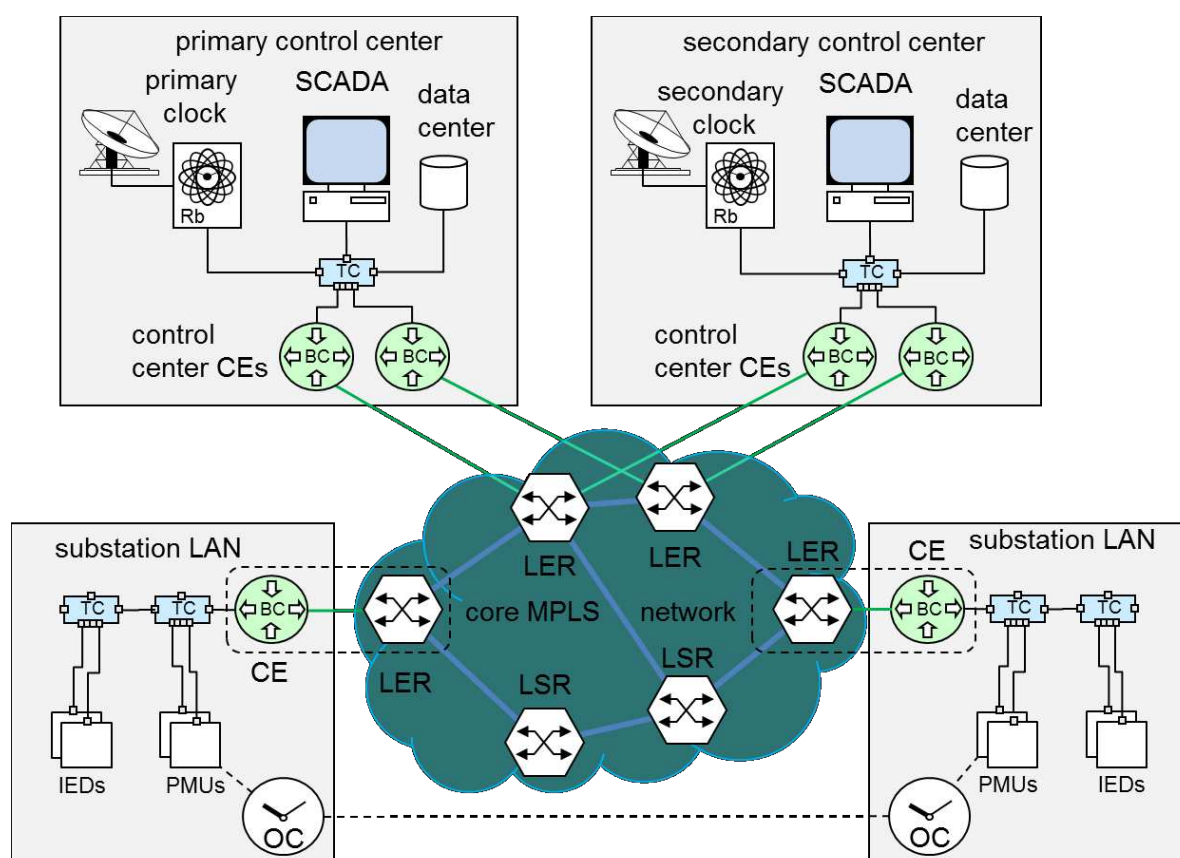 primary control center
primary
clock
SCADA
data
center
Rb
TC
control
center CEs
BC
BC
secondary control center
secondary
clock
SCADA
data
center
Rb
TC
control
center CEs
BC
BC
substation LAN
TC
TC
BC
CE
IEDs
PMUs
OC
LER
LER
LER
LER
core MPLS
network
LSR
LSR
CE
substation LAN
BC
TC
TC
PMUs
IEDs
OC